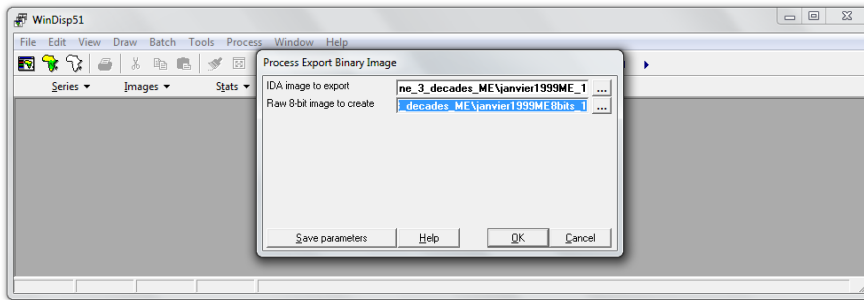 WinDisp51
File Edit View Draw Batch Tools Process Window Help
Series Images Stats
Process Export Binary Image
IDA image to export ne_3_decades_ME\janvier1999ME_1 ...
Raw 8-bit image to create _decades_ME\janvier1999ME8bits_1 ...
Save parameters Help OK Cancel